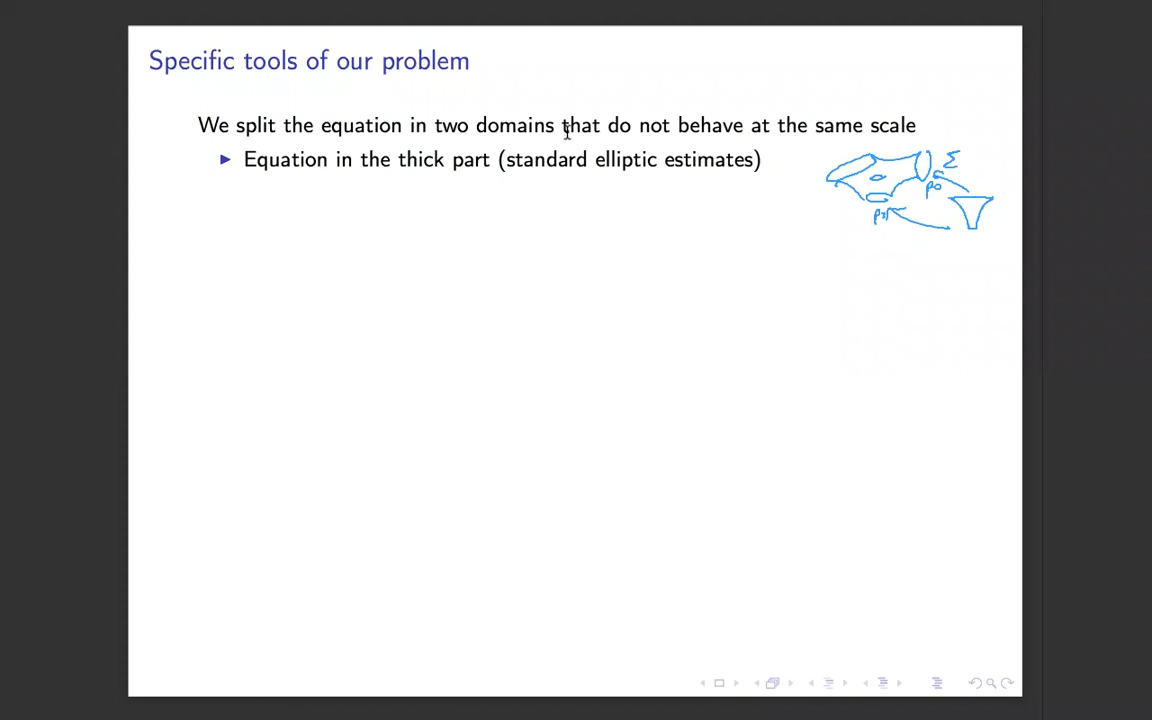 Specific tools of our problem
We split the equation in two domains that do not behave at the same scale
▶ Equation in the thick part (standard elliptic estimates)
Σ